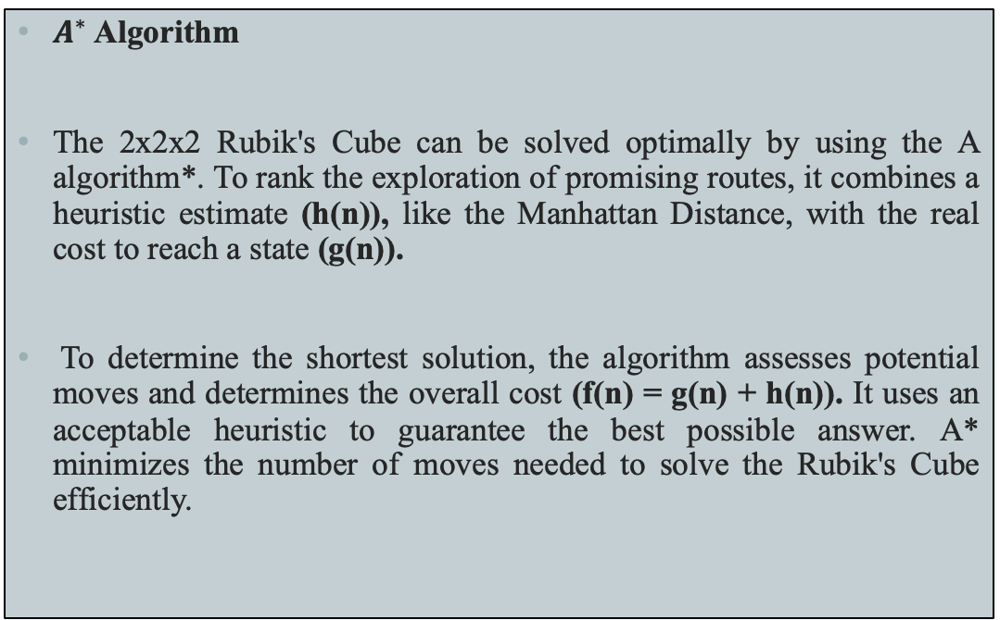 • A* Algorithm
• The 2x2x2 Rubik's Cube can be solved optimally by using the A
algorithm*. To rank the exploration of promising routes, it combines a
heuristic estimate (h(n)), like the Manhattan Distance, with the real
cost to reach a state (g(n)).
• To determine the shortest solution, the algorithm assesses potential
moves and determines the overall cost (f(n) = g(n) + h(n)). It uses an
acceptable heuristic to guarantee the best possible answer. A*
minimizes the number of moves needed to solve the Rubik's Cube
efficiently.